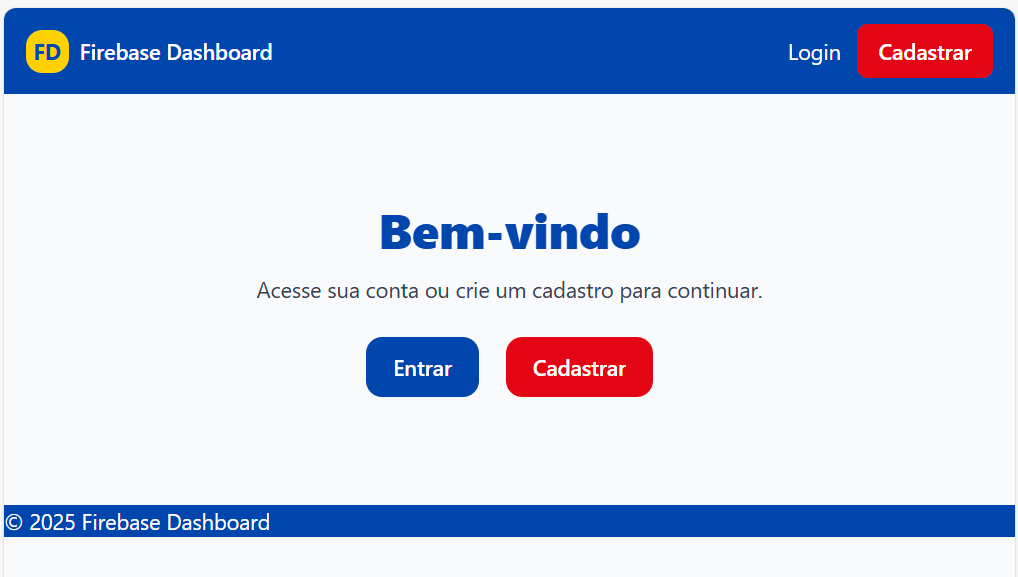 FD Firebase Dashboard Login Cadastrar
Bem-vindo
Acesse sua conta ou crie um cadastro para continuar.
Entrar Cadastrar
© 2025 Firebase Dashboard